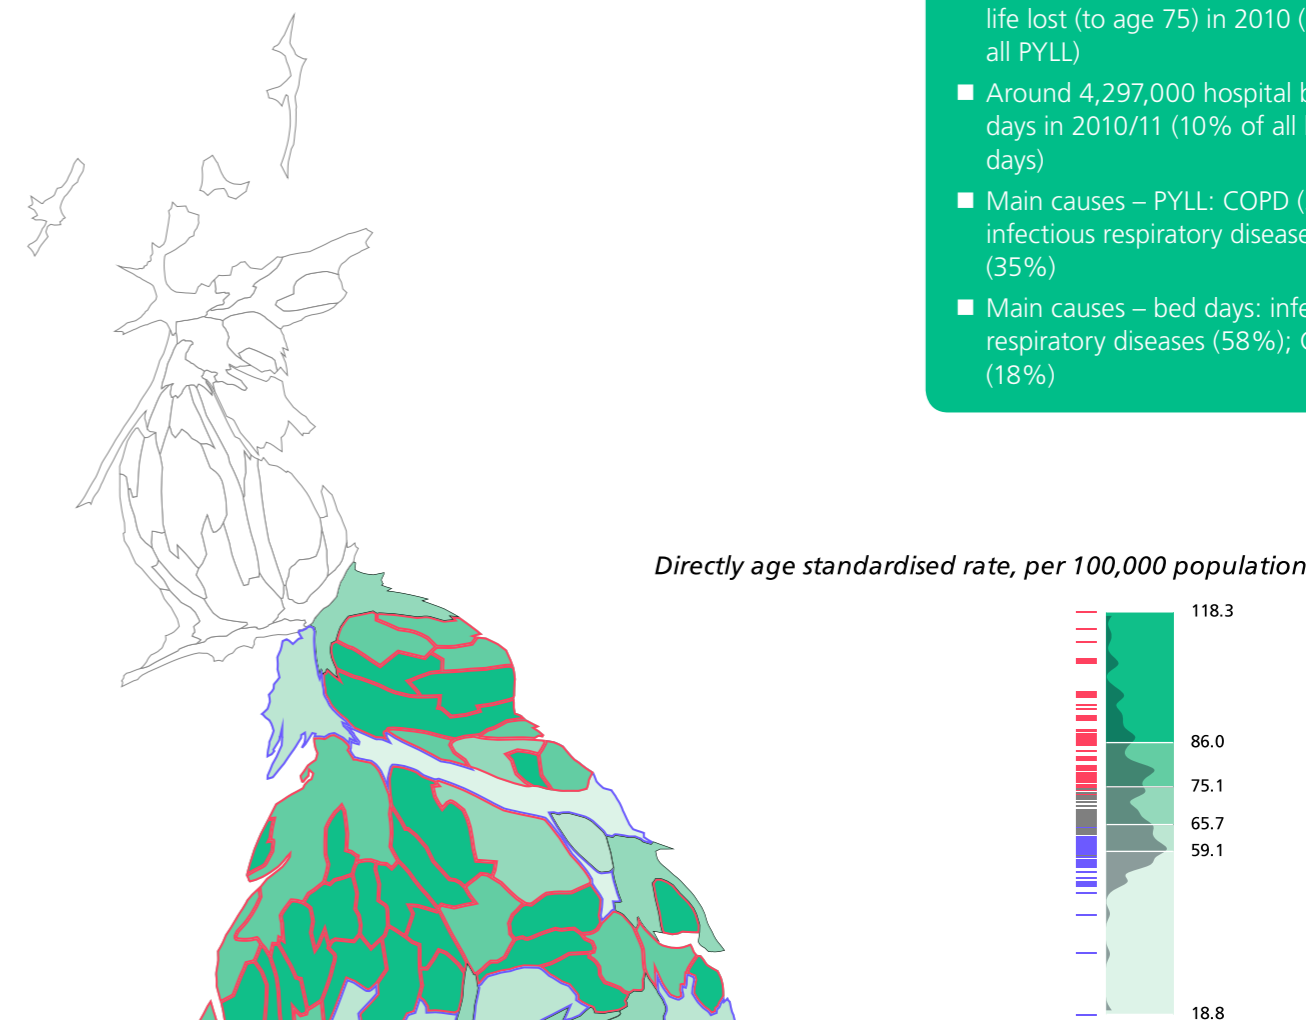 life lost (to age 75) in 2010 (
all PYLL)
■ Around 4,297,000 hospital b
days in 2010/11 (10% of all
days)
■ Main causes – PYLL: COPD (
infectious respiratory disease
(35%)
■ Main causes – bed days: infe
respiratory diseases (58%); C
(18%)
Directly age standardised rate, per 100,000 population
118.3
86.0
75.1
65.7
59.1
18.8